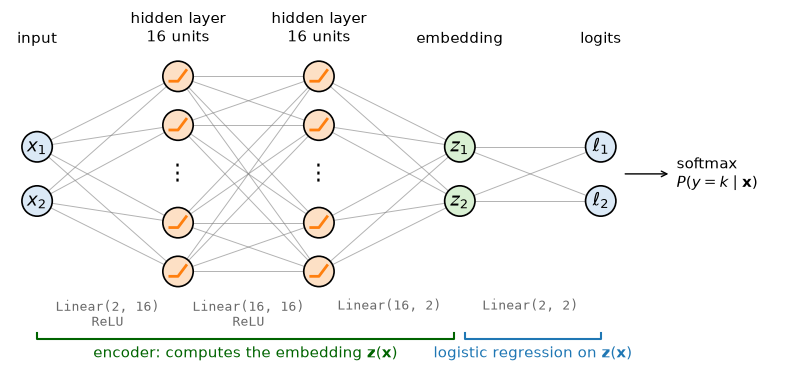 hidden layer
16 units
hidden layer
16 units
input
embedding
logits
x₁
x₂
⋮
⋮
z₁
z₂
ℓ₁
ℓ₂
softmax
P(y = k | x)
Linear(2, 16)
ReLU
Linear(16, 16)
ReLU
Linear(16, 2)
Linear(2, 2)
encoder: computes the embedding z(x)
logistic regression on z(x)